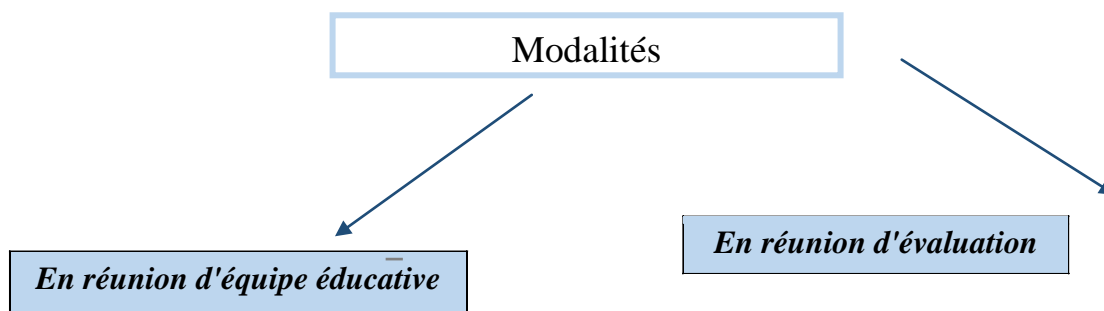 Modalités
En réunion d'évaluation
En réunion d'équipe éducative